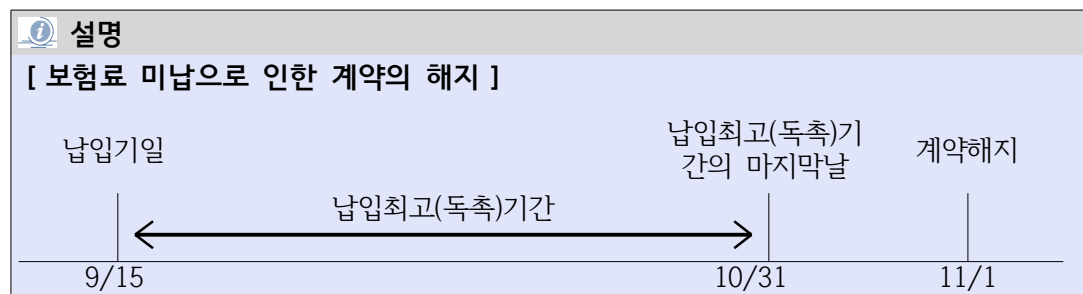 설명
[ 보험료 미납으로 인한 계약의 해지 ]
납입기일
납입최고(독촉)기
간의 마지막날
계약해지
납입최고(독촉)기간
9/15
10/31
11/1